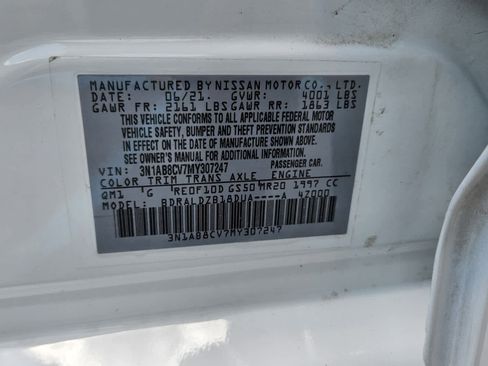 MANUFACTURED BY NISSAN MOTOR CO., LTD.
DATE: 06/21 GVWR: 4001 LBS
GAWR FR: 2161 LBS GAWR RR: 1863 LBS
THIS VEHICLE CONFORMS TO ALL APPLICABLE FEDERAL MOTOR
VEHICLE SAFETY, BUMPER AND THEFT PREVENTION STANDARDS
IN EFFECT ON THE DATE OF MANUFACTURE SHOWN ABOVE.
SEE OWNER'S MANUAL FOR ADDITIONAL INFORMATION
VIN: 3N1AB8CV7MY307247 PASSENGER CAR.
COLOR TRIM TRANS AXLE ENGINE
QM1 G RE0F10D GS50 MR20 1997 CC
MODEL: BDRALDZB18DUA----A 47000
3N1AB8CV7MY307247